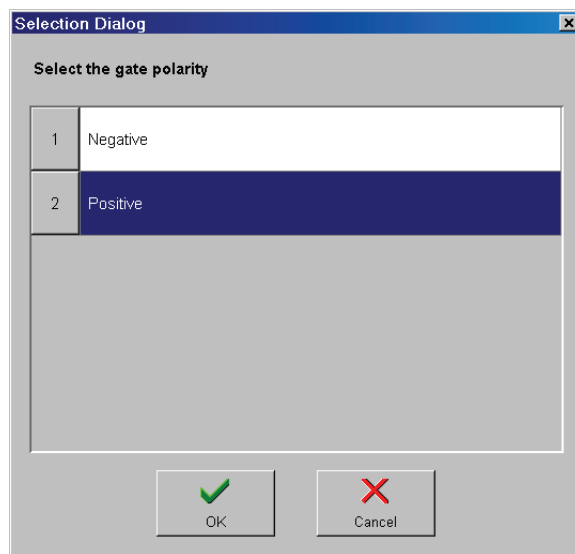 Selection Dialog
Select the gate polarity
1 Negative
2 Positive
OK
Cancel